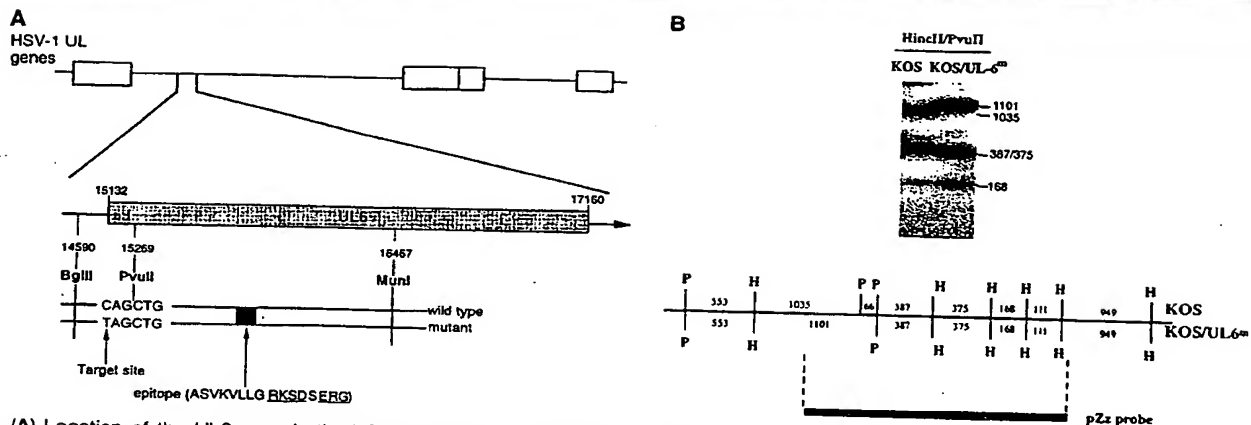 A
HSV-1 UL
genes
15132
17160
UL6
14590
15269
16467
BglII
PvuII
MunI
CAGCTG
wild type
TAGCTG
mutant
Target site
epitope (ASVKVLLG RKSDSERG)
(A) Location of the UL6
B
HincII/PvuII
KOS KOS/UL-6ᵐ
1101
1035
387/375
168
P H P P H H H H H
553 1035 66 387 375 168 111 949 KOS
553 1101 387 375 168 111 949 KOS/UL6ᵐ
P H P H H H H H
pZz probe